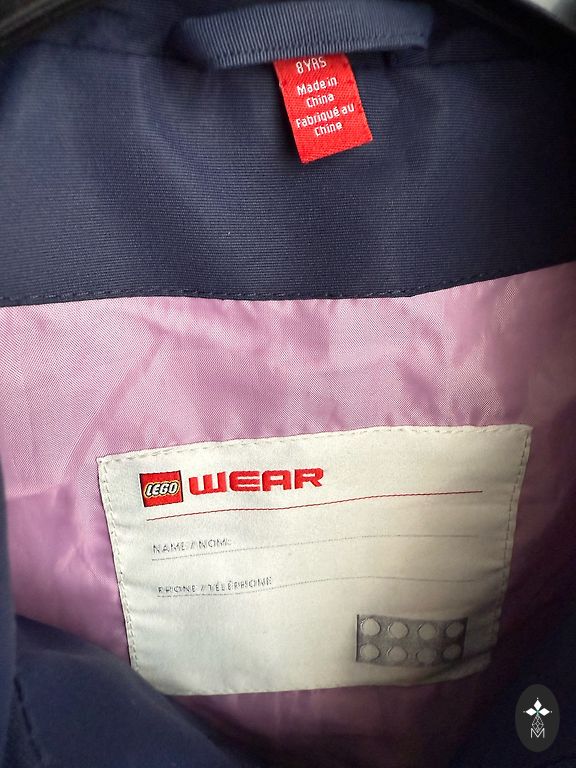 8YRS
Made in
China
Fabriqué au
Chine
LEGO WEAR
NAME / NOM:
PHONE / TÉLÉPHONE
M